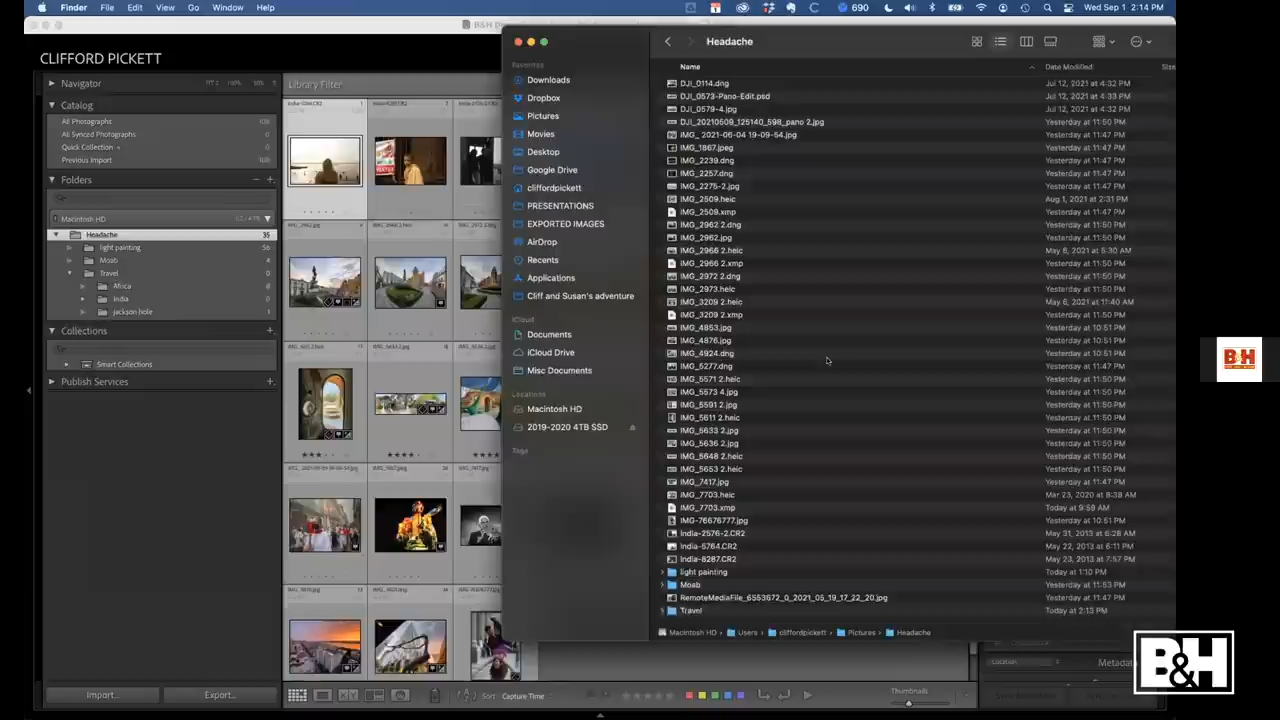 Finder File Edit View Go Window Help
690
Wed Sep 1 2:14 PM
CLIFFORD PICKETT
Navigator
Catalog
All Photographs
All Synced Photographs
Quick Collection +
Previous Import
Folders
Macintosh HD
Headache 35
light painting 56
Moab 4
Travel 0
Africa 8
India 0
jackson hole 1
Collections
Smart Collections
Publish Services
Import... Export...
Library Filter
Sort: Capture Time
Thumbnails
Metada
Favorites
Downloads
Dropbox
Pictures
Movies
Desktop
Google Drive
cliffordpickett
PRESENTATIONS
EXPORTED IMAGES
AirDrop
Recents
Applications
Cliff and Susan's adventure
iCloud
Documents
iCloud Drive
Misc Documents
Locations
Macintosh HD
2019-2020 4TB SSD
Tags
Headache
Name Date Modified Size
DJI_0114.dng Jul 12, 2021 at 4:32 PM
DJI_0573-Pano-Edit.psd Jul 12, 2021 at 4:33 PM
DJI_0579-4.jpg Jul 12, 2021 at 4:32 PM
DJI_20210509_125140_598_pano 2.jpg Yesterday at 11:50 PM
IMG_ 2021-06-04 19-09-54.jpg Yesterday at 11:47 PM
IMG_1867.jpeg Yesterday at 11:47 PM
IMG_2239.dng Yesterday at 11:47 PM
IMG_2257.dng Yesterday at 11:47 PM
IMG_2275-2.jpg Yesterday at 11:47 PM
IMG_2509.heic Aug 1, 2021 at 2:31 PM
IMG_2509.xmp Yesterday at 11:47 PM
IMG_2962 2.dng Yesterday at 11:47 PM
IMG_2962.jpg Yesterday at 11:47 PM
IMG_2966 2.heic May 6, 2021 at 5:30 AM
IMG_2966 2.xmp Yesterday at 11:50 PM
IMG_2972 2.dng Yesterday at 11:50 PM
IMG_2973.heic Yesterday at 11:50 PM
IMG_3209 2.heic May 6, 2021 at 11:40 AM
IMG_3209 2.xmp Yesterday at 11:50 PM
IMG_4853.jpg Yesterday at 10:51 PM
IMG_4876.jpg Yesterday at 10:51 PM
IMG_4924.dng Yesterday at 10:51 PM
IMG_5277.dng Yesterday at 11:47 PM
IMG_5571 2.heic Yesterday at 11:50 PM
IMG_5573 4.jpg Yesterday at 11:50 PM
IMG_5591 2.jpg Yesterday at 11:50 PM
IMG_5611 2.heic Yesterday at 11:50 PM
IMG_5633 2.jpg Yesterday at 11:50 PM
IMG_5636 2.jpg Yesterday at 11:50 PM
IMG_5648 2.heic Yesterday at 11:50 PM
IMG_5653 2.heic Yesterday at 11:50 PM
IMG_7417.jpg Yesterday at 11:47 PM
IMG_7703.heic Mar 23, 2020 at 8:38 AM
IMG_7703.xmp Today at 9:59 AM
IMG-76676777.jpg Yesterday at 10:51 PM
India-2576-2.CR2 May 31, 2013 at 6:28 AM
India-5764.CR2 May 22, 2013 at 6:11 PM
India-8287.CR2 May 23, 2013 at 7:57 PM
light painting Today at 1:10 PM
Moab Yesterday at 11:53 PM
RemoteMediaFile_6553672_0_2021_05_19_17_22_20.jpg Yesterday at 11:47 PM
Travel Today at 2:13 PM
Macintosh HD › Users › cliffordpickett › Pictures › Headache
B&H
B&H